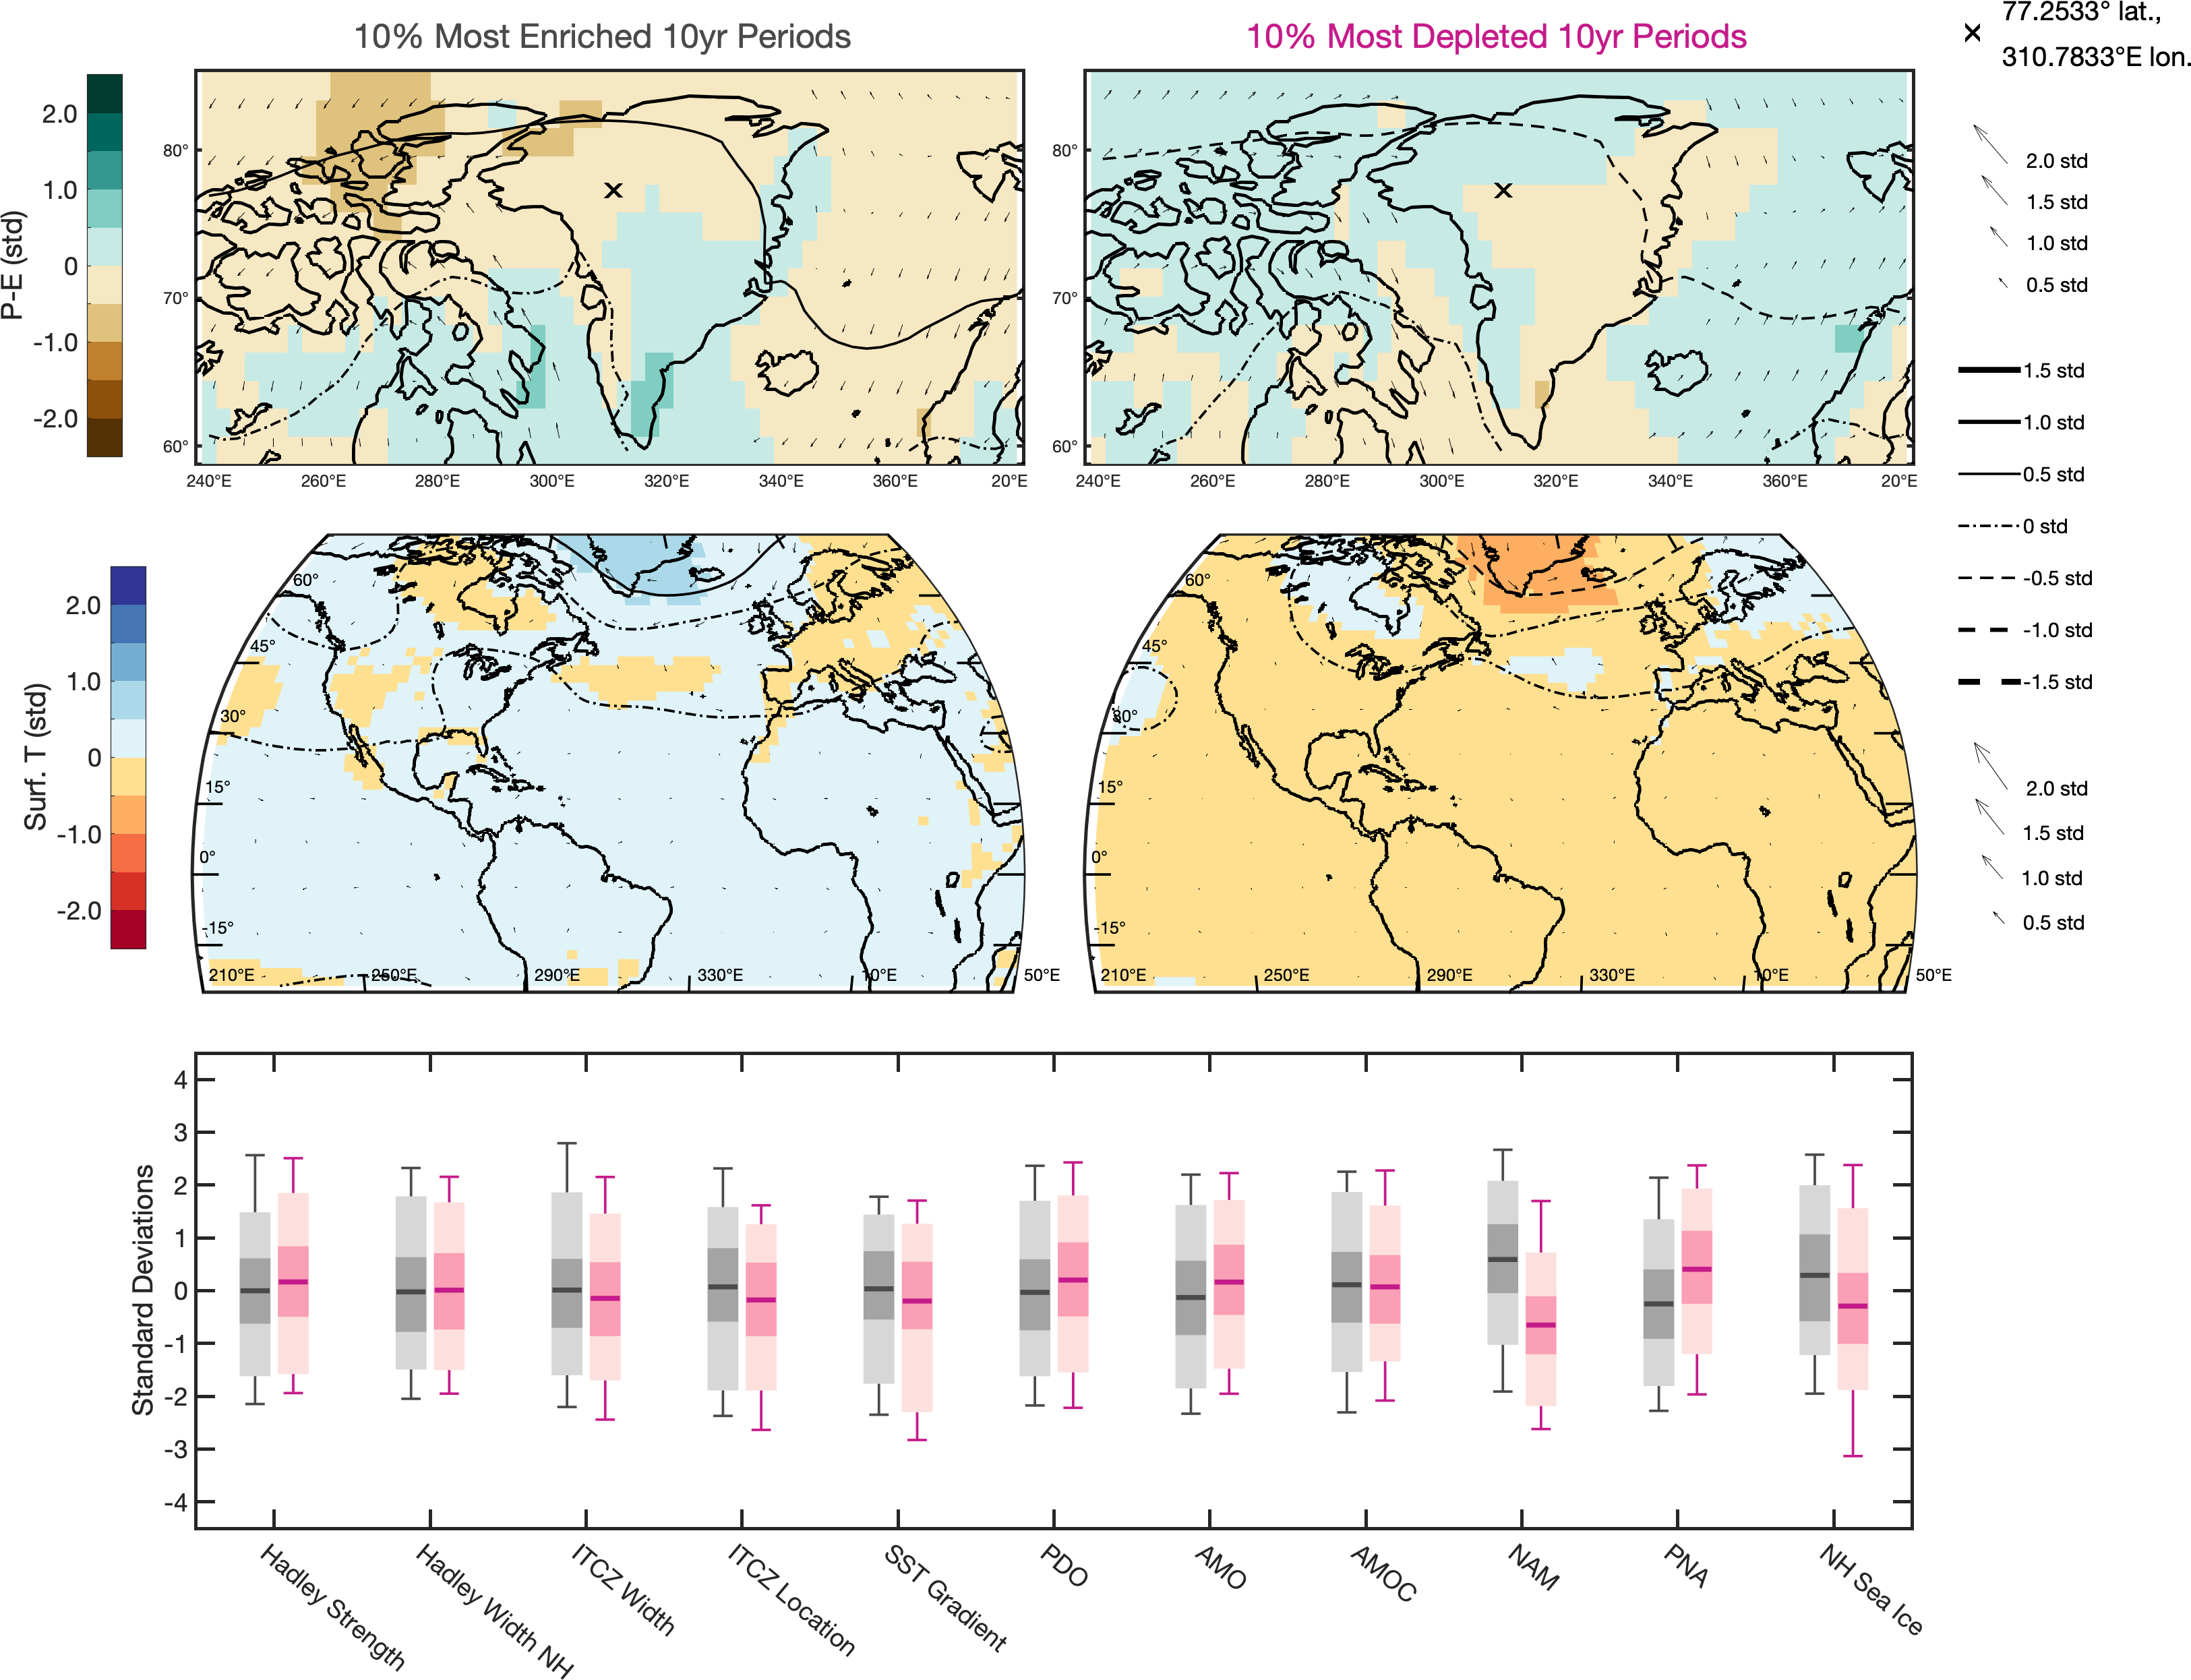 10% Most Enriched 10yr Periods
10% Most Depleted 10yr Periods
77.2533° lat.,
310.7833°E lon.
P-E (std)
2.0
1.0
0
-1.0
-2.0
80°
70°
60°
240°E 260°E 280°E 300°E 320°E 340°E 360°E 20°E
80°
70°
60°
240°E 260°E 280°E 300°E 320°E 340°E 360°E 20°E
2.0 std
1.5 std
1.0 std
0.5 std
1.5 std
1.0 std
0.5 std
0 std
-0.5 std
-1.0 std
-1.5 std
Surf. T (std)
2.0
1.0
0
-1.0
-2.0
60°
45°
30°
15°
0°
-15°
210°E 250°E 290°E 330°E 10°E 50°E
60°
45°
30°
15°
0°
-15°
210°E 250°E 290°E 330°E 10°E 50°E
2.0 std
1.5 std
1.0 std
0.5 std
Standard Deviations
4
3
2
1
0
-1
-2
-3
-4
Hadley Strength
Hadley Width NH
ITCZ Width
ITCZ Location
SST Gradient
PDO
AMO
AMOC
NAM
PNA
NH Sea Ice